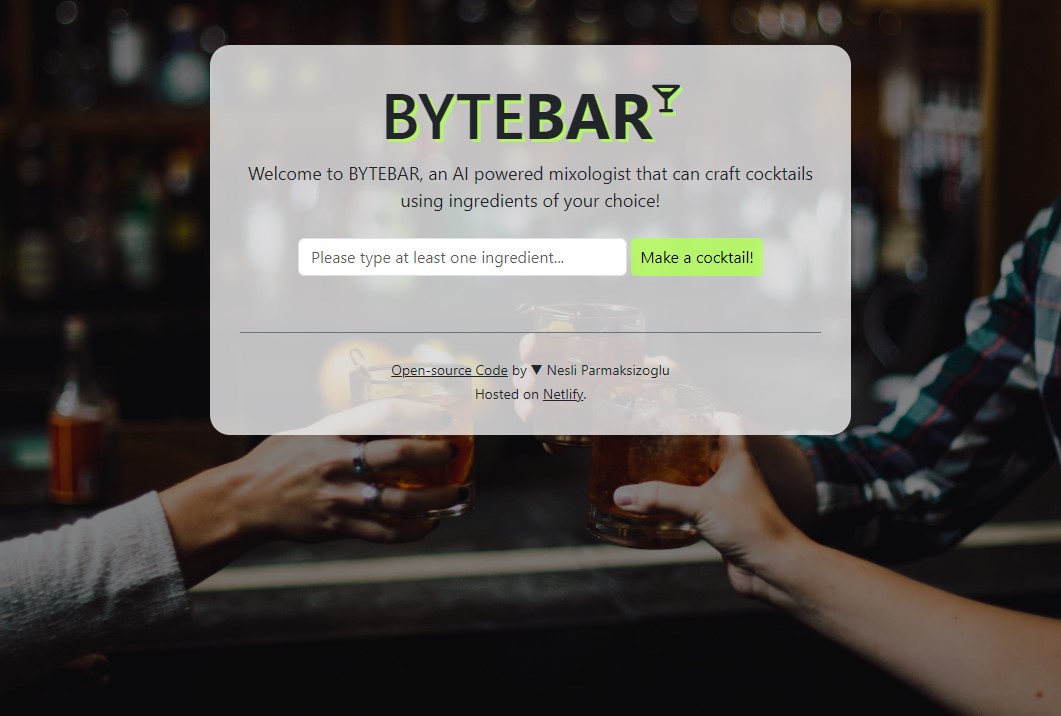 BYTEBAR
Welcome to BYTEBAR, an AI powered mixologist that can craft cocktails
using ingredients of your choice!
Please type at least one ingredient... Make a cocktail!
Open-source Code by ▼ Nesli Parmaksizoglu
Hosted on Netlify.